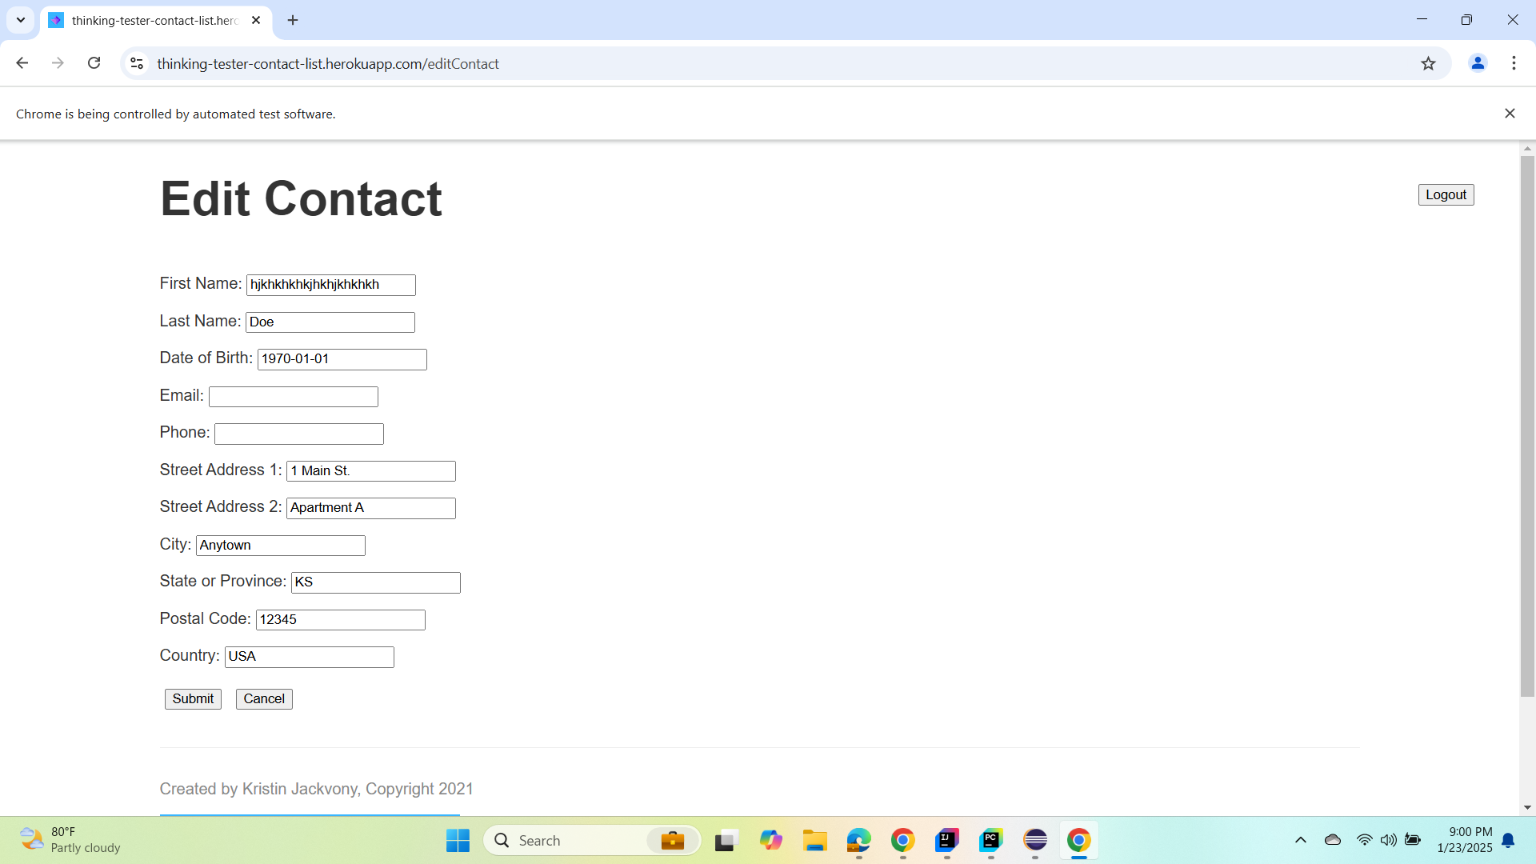 thinking-tester-contact-list.herc
thinking-tester-contact-list.herokuapp.com/editContact
Chrome is being controlled by automated test software.
Edit Contact
Logout
First Name: hjkhkhkhkjhkhjkhkhkh
Last Name: Doe
Date of Birth: 1970-01-01
Email:
Phone:
Street Address 1: 1 Main St.
Street Address 2: Apartment A
City: Anytown
State or Province: KS
Postal Code: 12345
Country: USA
Submit Cancel
Created by Kristin Jackvony, Copyright 2021
80°F
Partly cloudy
Search
IJ
PC
9:00 PM
1/23/2025